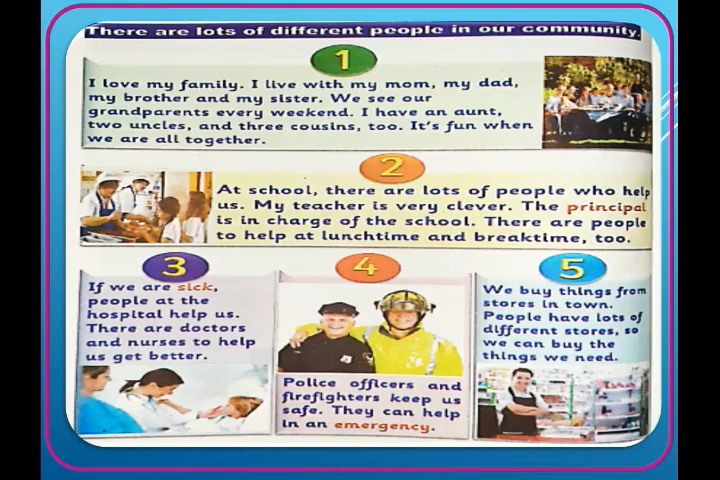 There are lots of different people in our community.
1
I love my family. I live with my mom, my dad,
my brother and my sister. We see our
grandparents every weekend. I have an aunt,
two uncles, and three cousins, too. It's fun when
we are all together.
2
At school, there are lots of people who help
us. My teacher is very clever. The principal
is in charge of the school. There are people
to help at lunchtime and breaktime, too.
3
If we are sick,
people at the
hospital help us.
There are doctors
and nurses to help
us get better.
4
Police officers and
firefighters keep us
safe. They can help
in an emergency.
5
We buy things from
stores in town.
People have lots of
different stores, so
we can buy the
things we need.